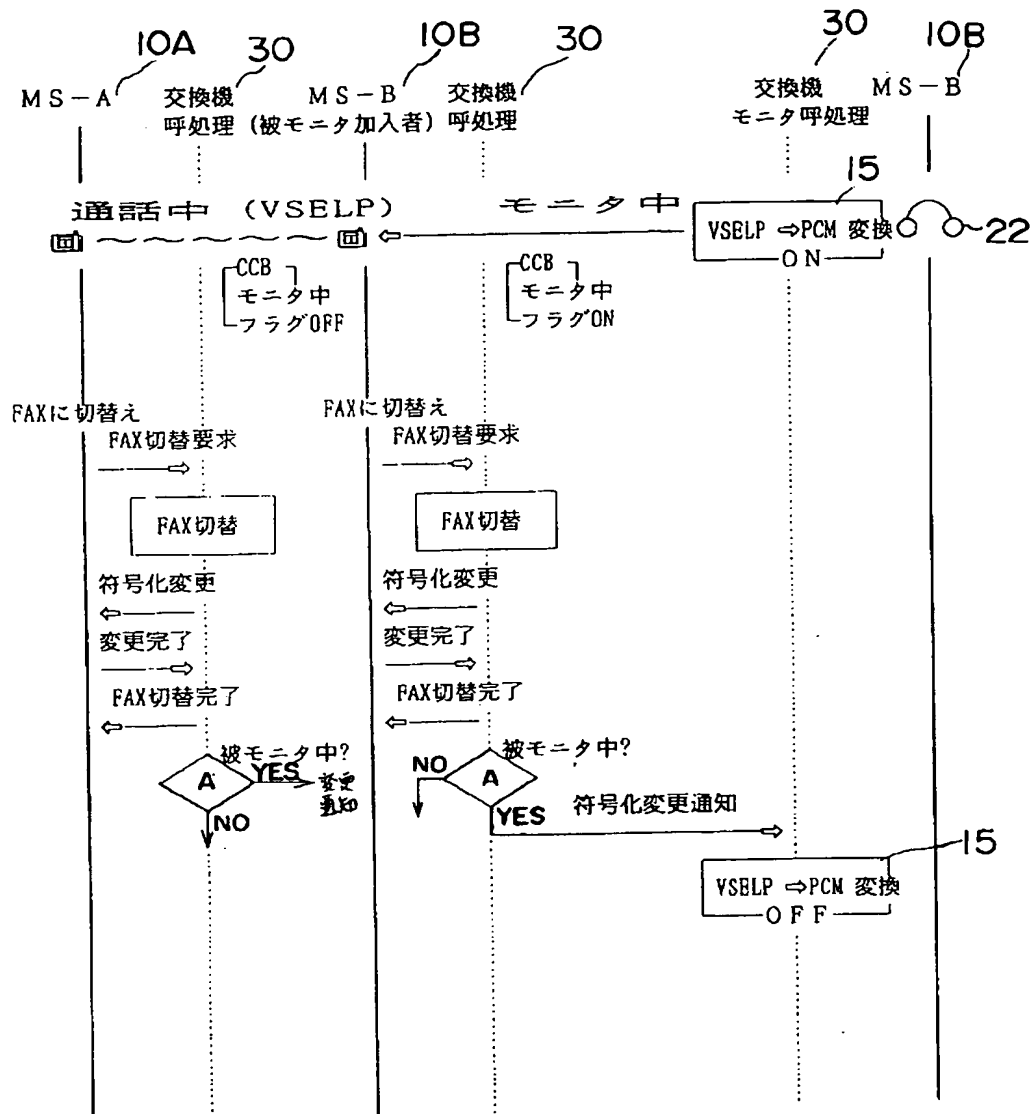 10A 30 10B 30 30 10B
MS-A 交換機 MS-B 交換機 交換機 MS-B
呼処理 (被モニタ加入者) 呼処理 モニタ呼処理
15
通話中 (VSELP) モニタ中
VSELP ⇨PCM 変換
ON
22
CCB
モニタ中
フラグOFF
CCB
モニタ中
フラグON
FAXに切替え FAXに切替え
FAX切替要求 FAX切替要求
FAX切替 FAX切替
符号化変更 符号化変更
変更完了 変更完了
FAX切替完了 FAX切替完了
被モニタ中? 被モニタ中?
A YES 変更
通知
NO
NO A
YES 符号化変更通知
15
VSELP ⇨PCM 変換
OFF